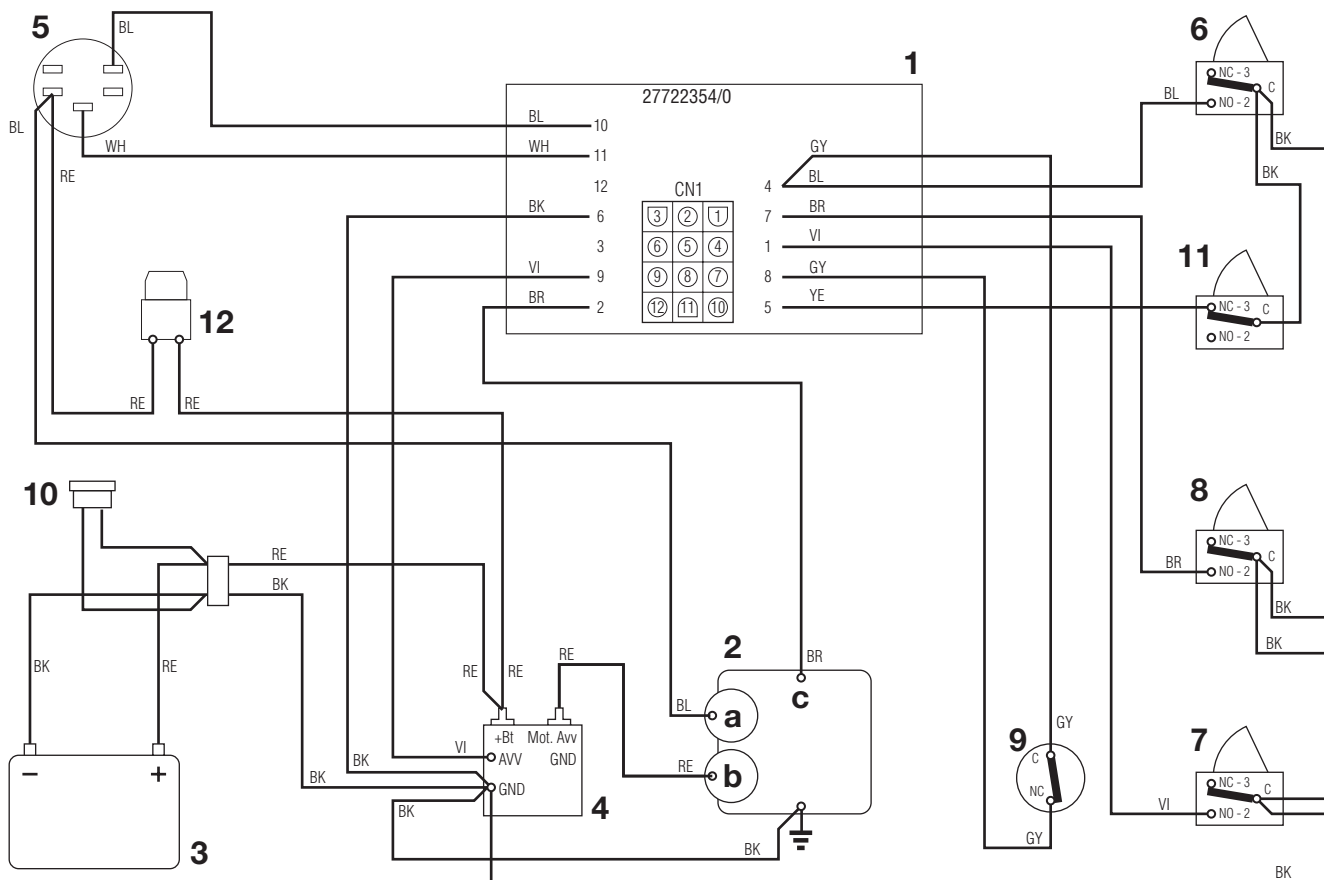 5
BL
6
NC - 3
C
NO - 2
BL
BK
BK
1
27722354/0
BL
10
WH
11
WH
BL
RE
12
BK
6
3
VI
9
BR
2
CN1
3 2 1
6 5 4
9 8 7
12 11 10
GY
4
BL
7
BR
1
VI
8
GY
5
YE
11
NC - 3
C
NO - 2
12
RE
RE
10
RE
BK
BK
RE
3
8
NC - 3
C
NO - 2
BR
BK
BK
RE
RE
RE
+Bt
Mot. Avv
VI
AVV
GND
BK
BK
GND
BK
4
BK
2
BR
c
BL
a
RE
b
GY
9
C
NC
GY
7
NC - 3
C
NO - 2
VI
BK